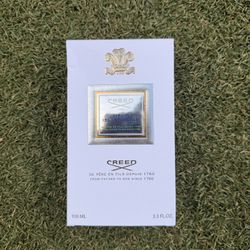 CREED
CREED
DE PÈRE EN FILS DEPUIS 1760
FROM FATHER TO SON SINCE 1760
100 ML 3.3 FL.OZ